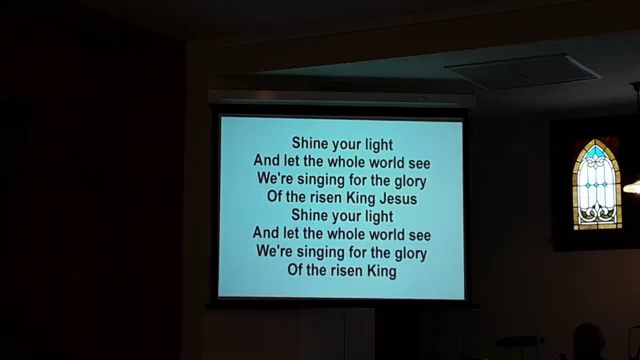 Shine your light
And let the whole world see
We're singing for the glory
Of the risen King Jesus
Shine your light
And let the whole world see
We're singing for the glory
Of the risen King